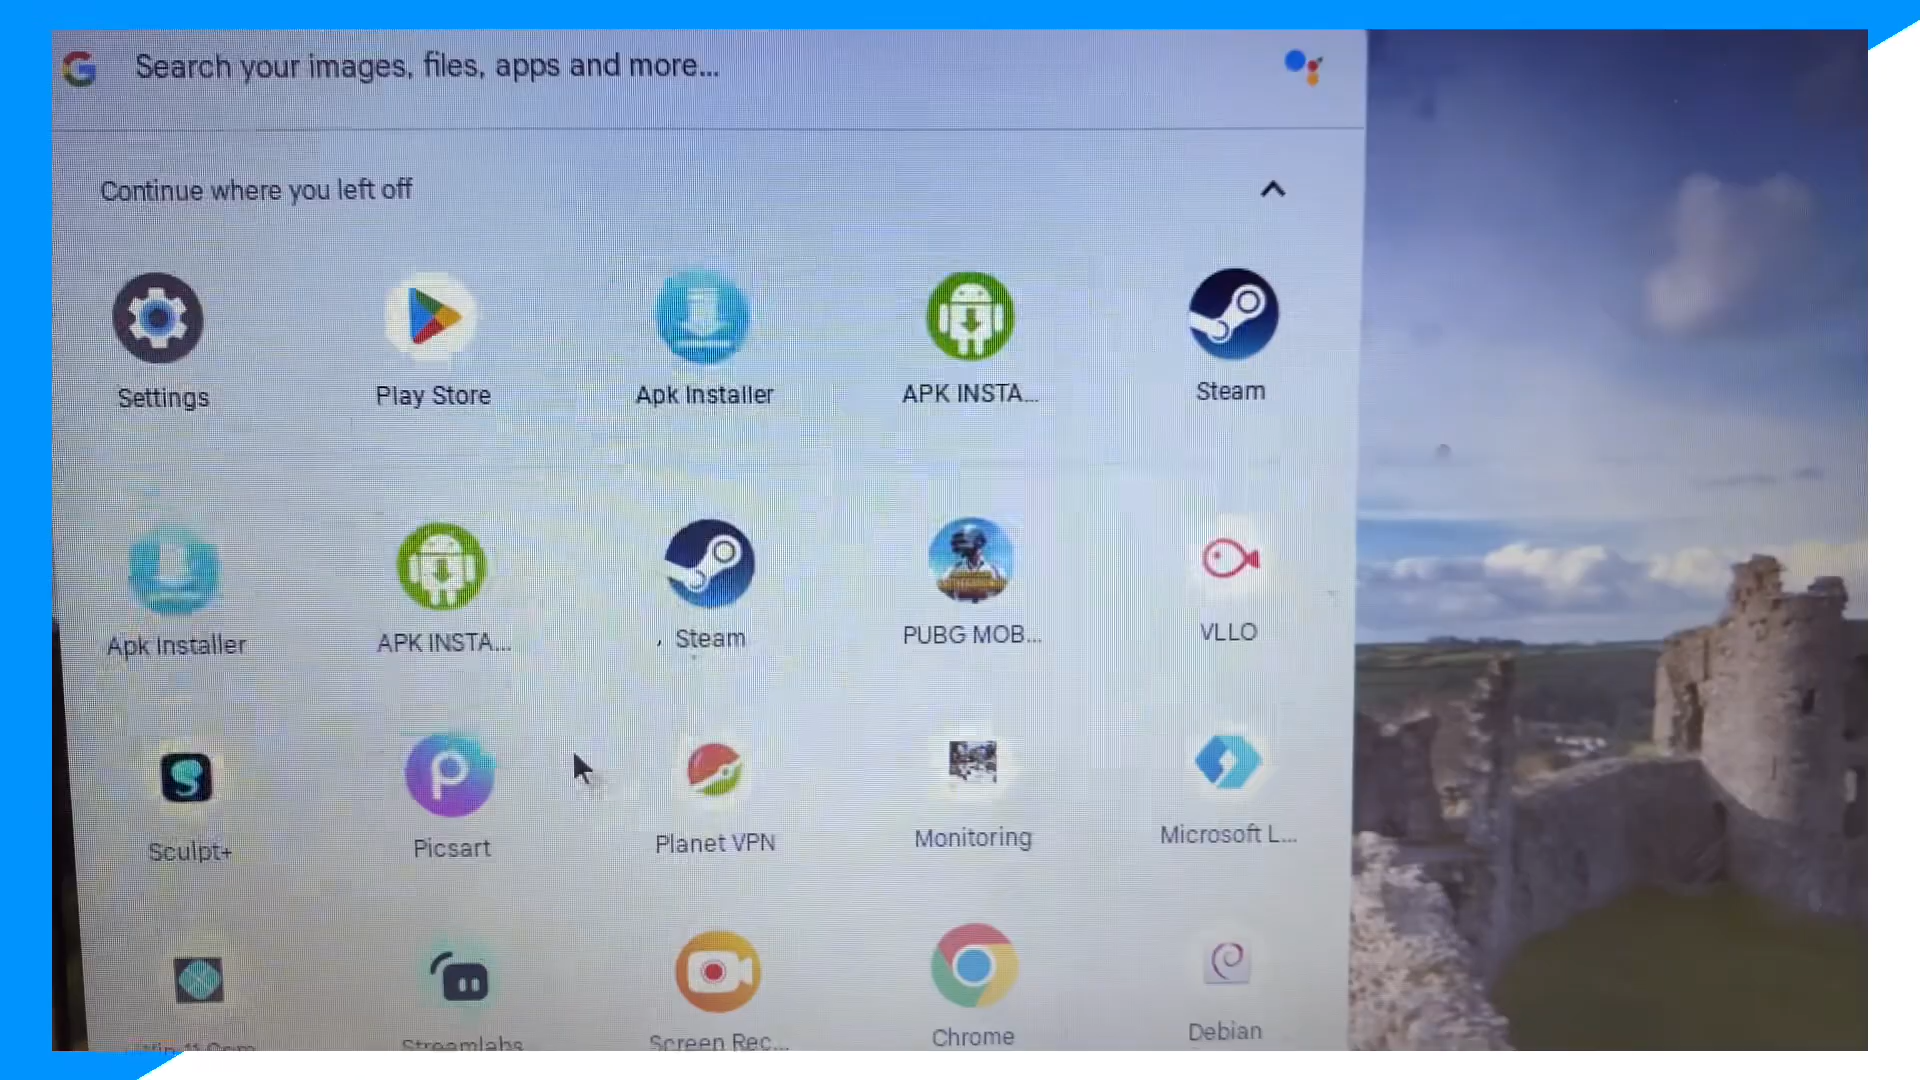 Search your images, files, apps and more...
Continue where you left off
Settings
Play Store
Apk Installer
APK INSTA...
Steam
Apk Installer
APK INSTA...
Steam
PUBG MOB...
VLLO
Sculpt+
Picsart
Planet VPN
Monitoring
Microsoft L...
Streamlabs
Screen Rec...
Chrome
Debian